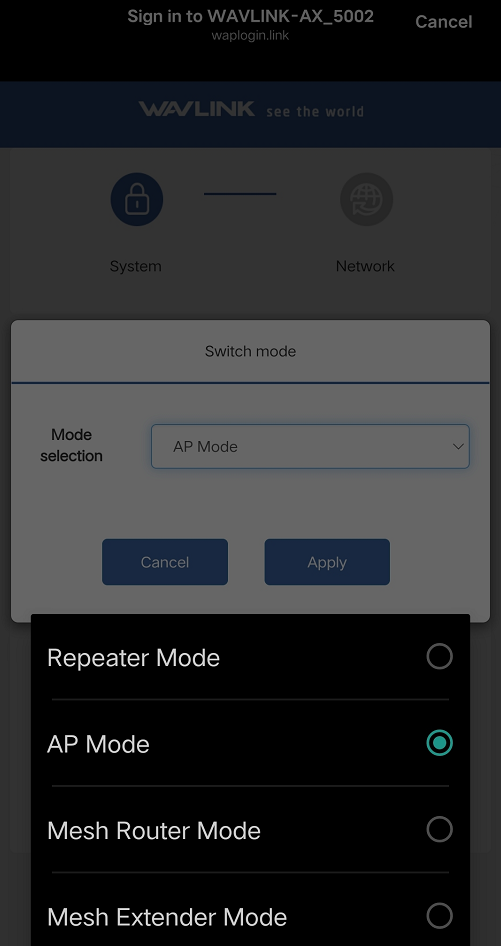 Sign in to WAVLINK-AX_5002
waplogin.link
Cancel
WAVLINK see the world
System
Network
Switch mode
Mode
selection
AP Mode
Cancel
Apply
Repeater Mode
AP Mode
Mesh Router Mode
Mesh Extender Mode